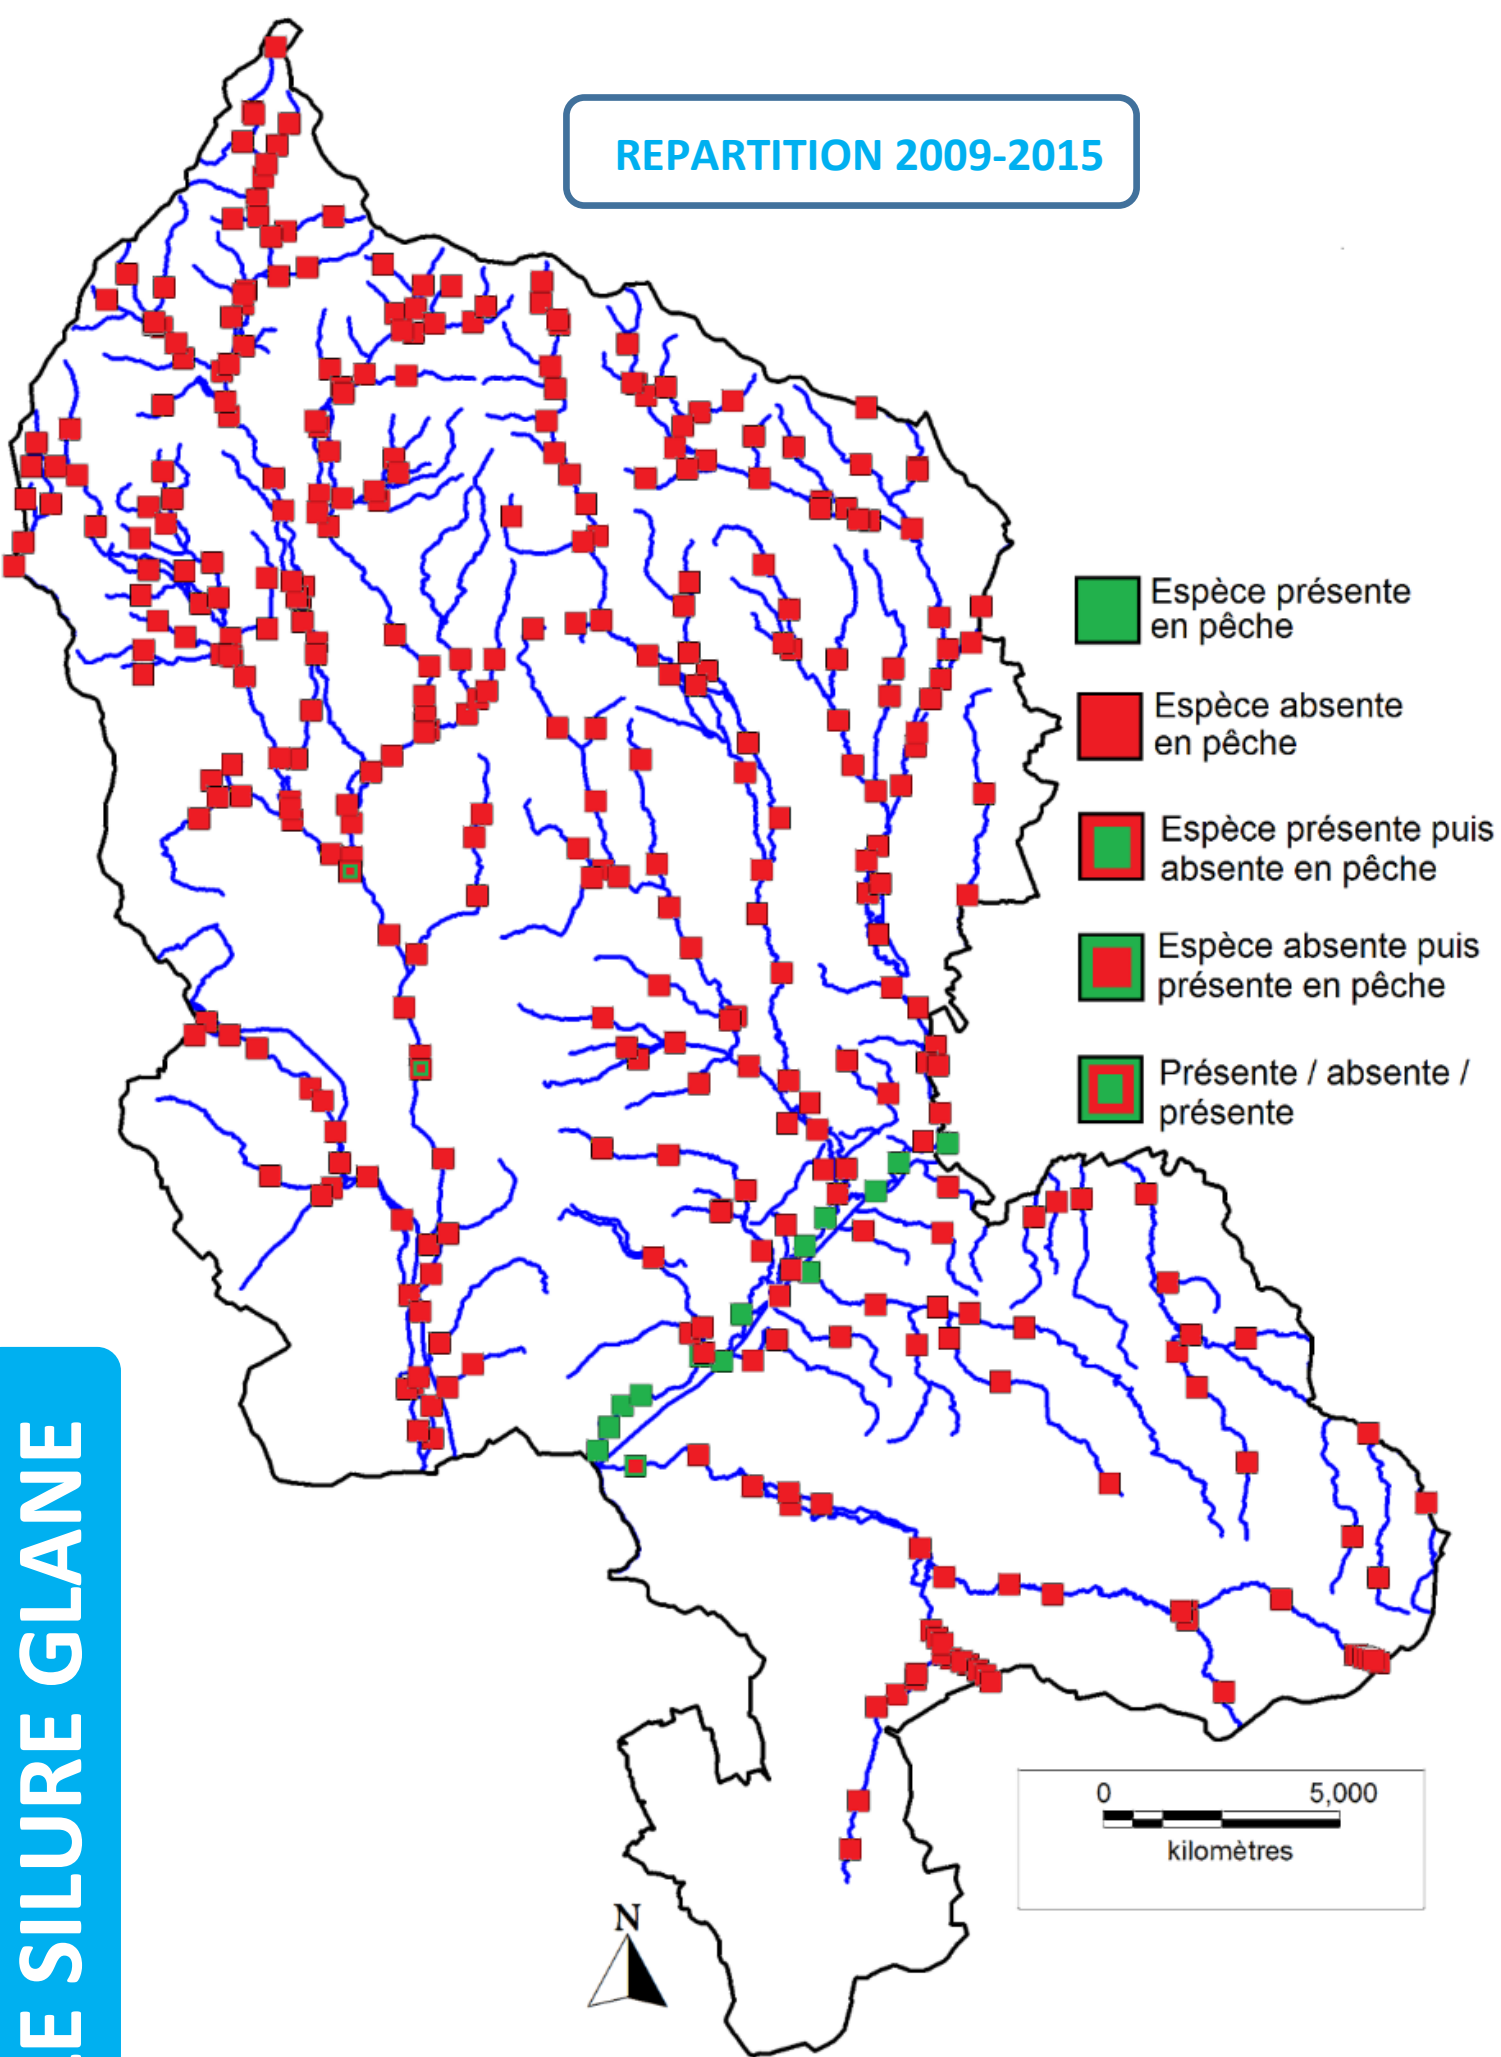 REPARTITION 2009-2015
Espèce présente
en pêche
Espèce absente
en pêche
Espèce présente puis
absente en pêche
Espèce absente puis
présente en pêche
Présente / absente /
présente
0 5,000
kilomètres
N
E SILURE GLANE